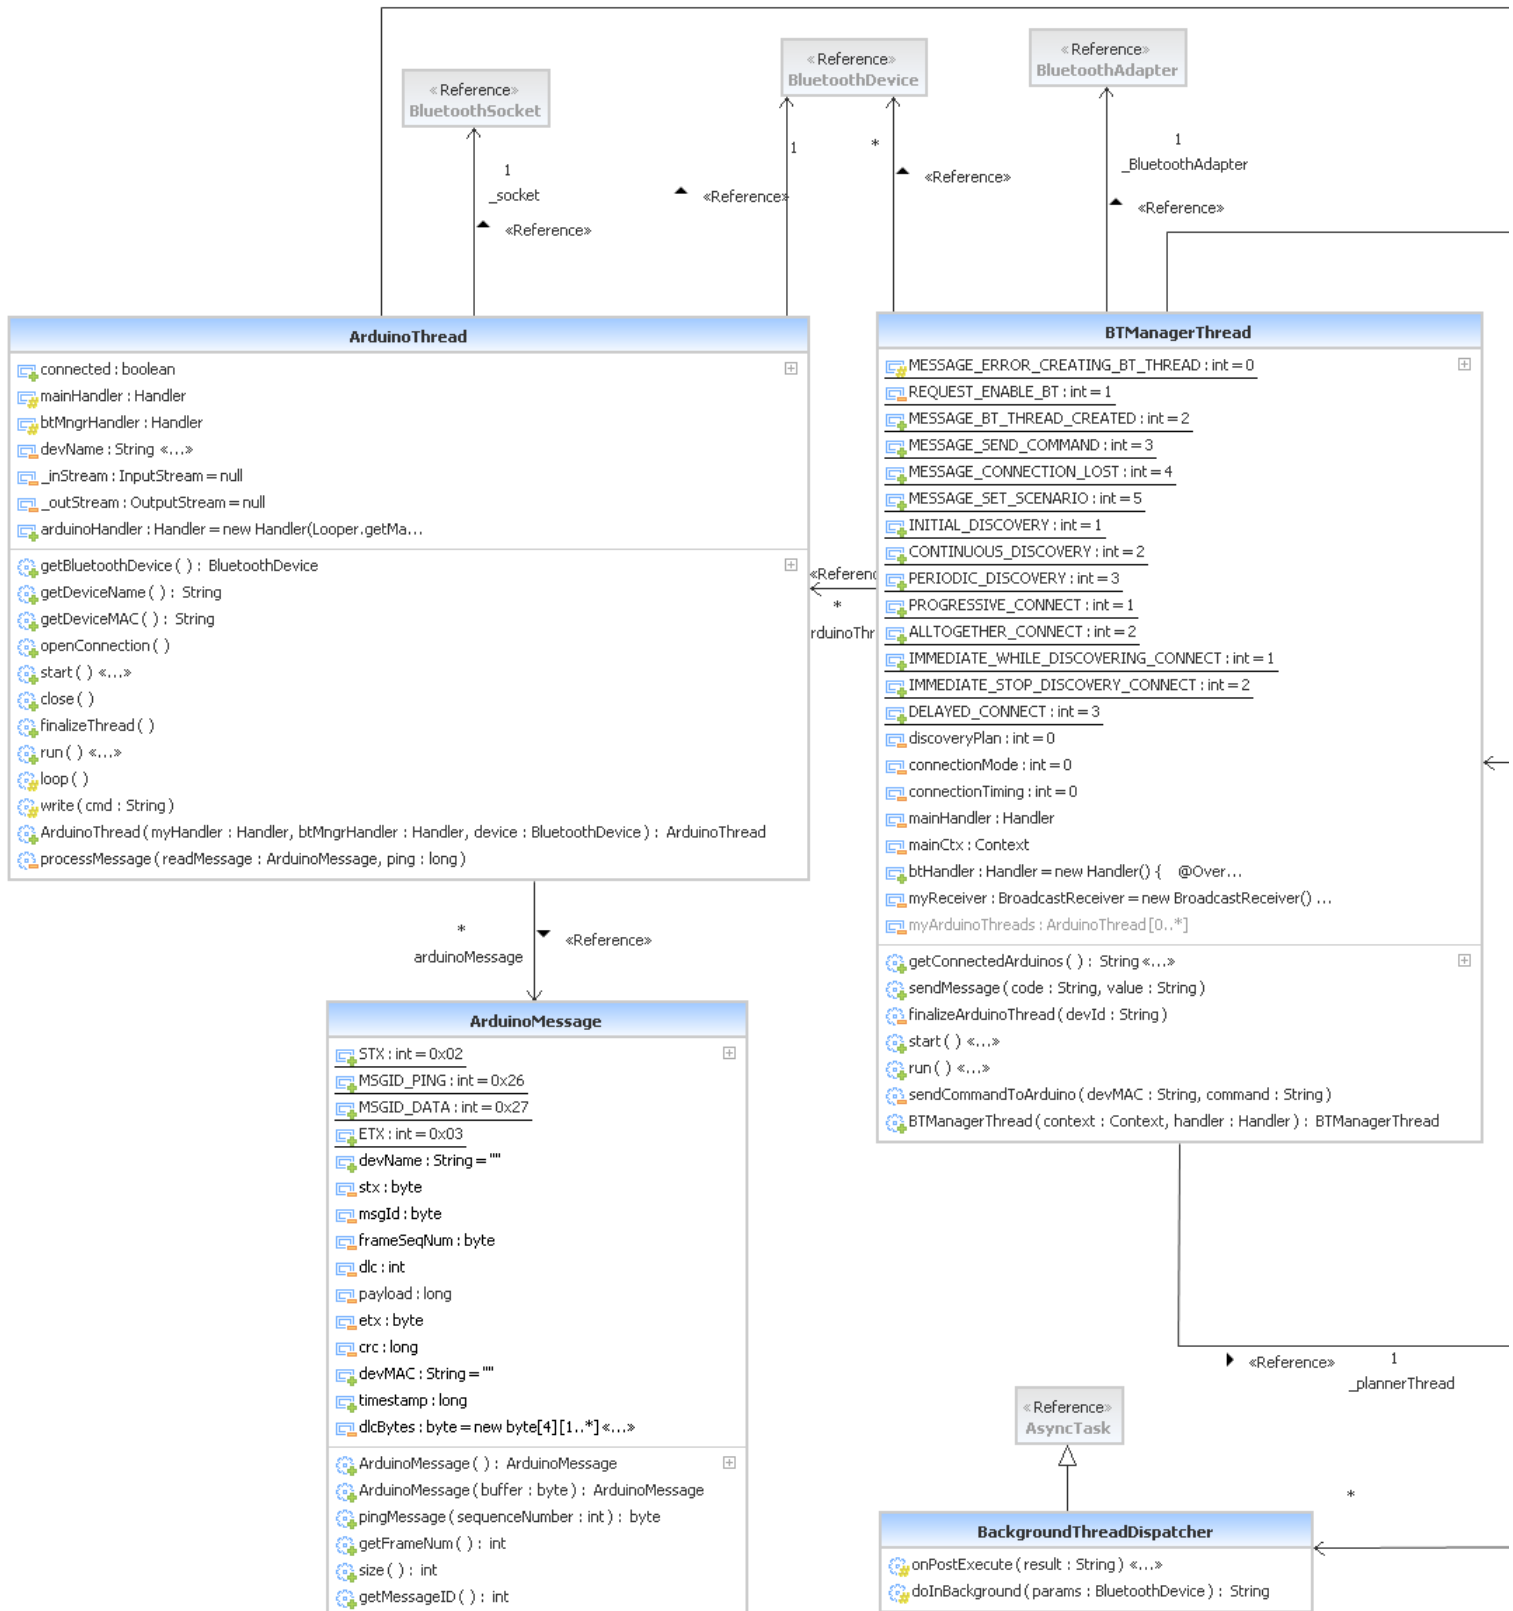 «Reference»
BluetoothSocket
«Reference»
BluetoothDevice
«Reference»
BluetoothAdapter
1
_socket
«Reference»
1
«Reference»
*
«Reference»
1
_BluetoothAdapter
«Reference»
ArduinoThread
connected : boolean
mainHandler : Handler
btMngrHandler : Handler
devName : String «...»
_inStream : InputStream = null
_outStream : OutputStream = null
arduinoHandler : Handler = new Handler(Looper.getMa...
getBluetoothDevice ( ) : BluetoothDevice
getDeviceName ( ) : String
getDeviceMAC ( ) : String
openConnection ( )
start ( ) «...»
close ( )
finalizeThread ( )
run ( ) «...»
loop ( )
write ( cmd : String )
ArduinoThread ( myHandler : Handler, btMngrHandler : Handler, device : BluetoothDevice ) : ArduinoThread
processMessage ( readMessage : ArduinoMessage, ping : long )
«Referenc
*
rduinoThr
BTManagerThread
MESSAGE_ERROR_CREATING_BT_THREAD : int = 0
REQUEST_ENABLE_BT : int = 1
MESSAGE_BT_THREAD_CREATED : int = 2
MESSAGE_SEND_COMMAND : int = 3
MESSAGE_CONNECTION_LOST : int = 4
MESSAGE_SET_SCENARIO : int = 5
INITIAL_DISCOVERY : int = 1
CONTINUOUS_DISCOVERY : int = 2
PERIODIC_DISCOVERY : int = 3
PROGRESSIVE_CONNECT : int = 1
ALLTOGETHER_CONNECT : int = 2
IMMEDIATE_WHILE_DISCOVERING_CONNECT : int = 1
IMMEDIATE_STOP_DISCOVERY_CONNECT : int = 2
DELAYED_CONNECT : int = 3
discoveryPlan : int = 0
connectionMode : int = 0
connectionTiming : int = 0
mainHandler : Handler
mainCtx : Context
btHandler : Handler = new Handler() { @Over...
myReceiver : BroadcastReceiver = new BroadcastReceiver() ...
myArduinoThreads : ArduinoThread [0..*]
getConnectedArduinos ( ) : String «...»
sendMessage ( code : String, value : String )
finalizeArduinoThread ( devId : String )
start ( ) «...»
run ( ) «...»
sendCommandToArduino ( devMAC : String, command : String )
BTManagerThread ( context : Context, handler : Handler ) : BTManagerThread
*
arduinoMessage
«Reference»
ArduinoMessage
STX : int = 0x02
MSGID_PING : int = 0x26
MSGID_DATA : int = 0x27
ETX : int = 0x03
devName : String = ""
stx : byte
msgId : byte
frameSeqNum : byte
dlc : int
payload : long
etx : byte
crc : long
devMAC : String = ""
timestamp : long
dlcBytes : byte = new byte[4] [1..*] «...»
ArduinoMessage ( ) : ArduinoMessage
ArduinoMessage ( buffer : byte ) : ArduinoMessage
pingMessage ( sequenceNumber : int ) : byte
getFrameNum ( ) : int
size ( ) : int
getMessageID ( ) : int
«Reference»
1
_plannerThread
«Reference»
AsyncTask
*
BackgroundThreadDispatcher
onPostExecute ( result : String ) «...»
doInBackground ( params : BluetoothDevice ) : String